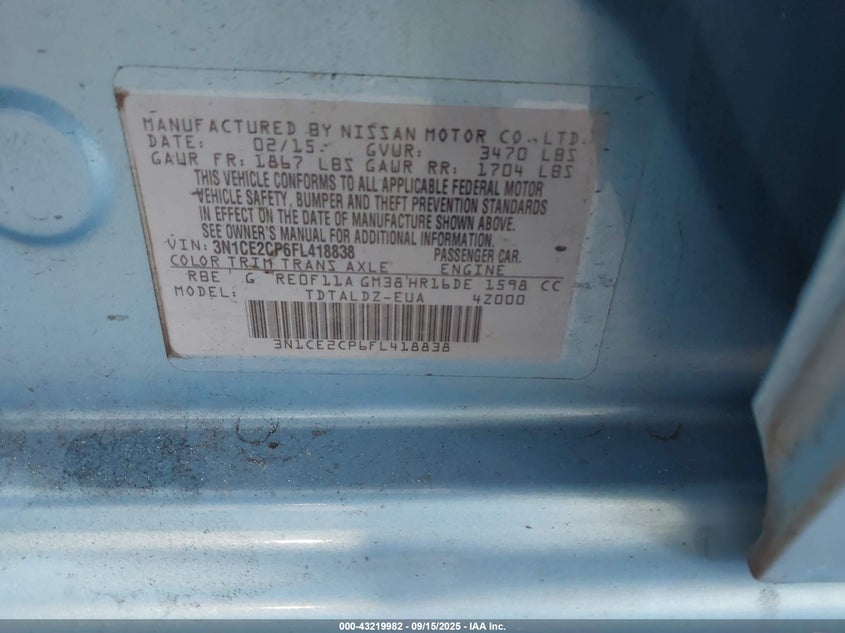 MANUFACTURED BY NISSAN MOTOR CO.,LTD.
DATE: 02/15 GVWR: 3470 LBS
GAWR FR: 1867 LBS GAWR RR: 1704 LBS
THIS VEHICLE CONFORMS TO ALL APPLICABLE FEDERAL MOTOR
VEHICLE SAFETY, BUMPER AND THEFT PREVENTION STANDARDS
IN EFFECT ON THE DATE OF MANUFACTURE SHOWN ABOVE.
SEE OWNER'S MANUAL FOR ADDITIONAL INFORMATION.
VIN: 3N1CE2CP6FL418838 PASSENGER CAR.
COLOR TRIM TRANS AXLE ENGINE
RBE G RE0F11A GM38 HR16DE 1598 CC
MODEL: TDTALDZ-EUA 4Z000
3N1CE2CP6FL418838
000-43219982 - 09/15/2025 - IAA Inc.